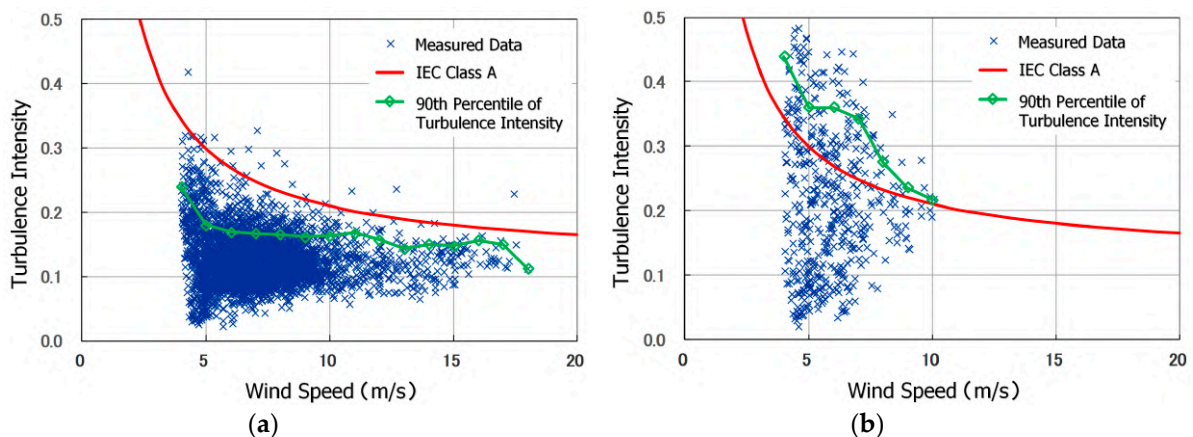 Turbulence Intensity
0.5
0.4
0.3
0.2
0.1
0.0
Measured Data
IEC Class A
90th Percentile of
Turbulence Intensity
0 5 10 15 20
Wind Speed (m/s)
(a)
Turbulence Intensity
0.5
0.4
0.3
0.2
0.1
0.0
Measured Data
IEC Class A
90th Percentile of
Turbulence Intensity
0 5 10 15 20
Wind Speed (m/s)
(b)